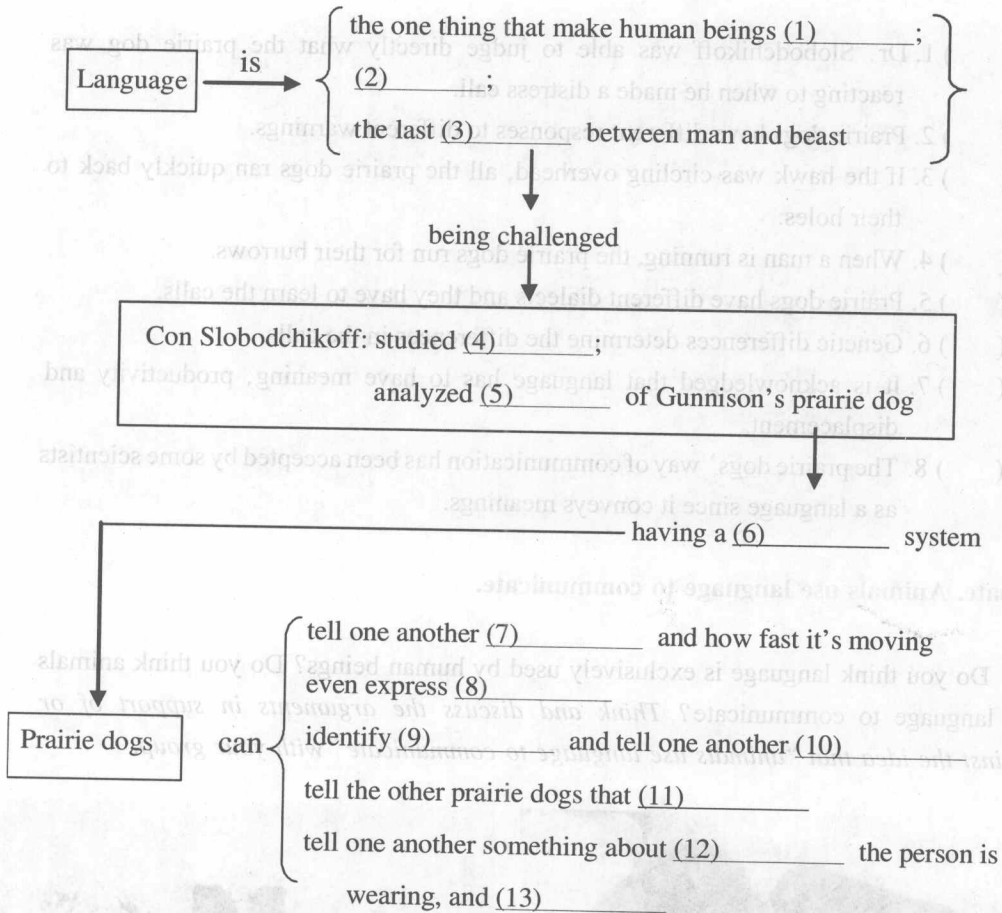 the one thing that make human beings (1) ;
Language is (2) ;
the last (3) between man and beast
being challenged
Con Slobodchikoff: studied (4) ;
analyzed (5) of Gunnison's prairie dog
having a (6) system
tell one another (7) and how fast it's moving
even express (8)
Prairie dogs can identify (9) and tell one another (10)
tell the other prairie dogs that (11)
tell one another something about (12) the person is
wearing, and (13)